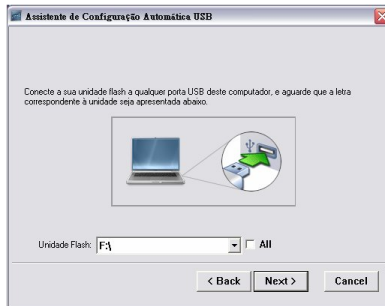 Assistente de Configuração Automática USB
Conecte a sua unidade flash a qualquer porta USB deste computador, e aguarde que a letra
correspondente à unidade seja apresentada abaixo.
Unidade Flash: F:\ All
< Back Next > Cancel